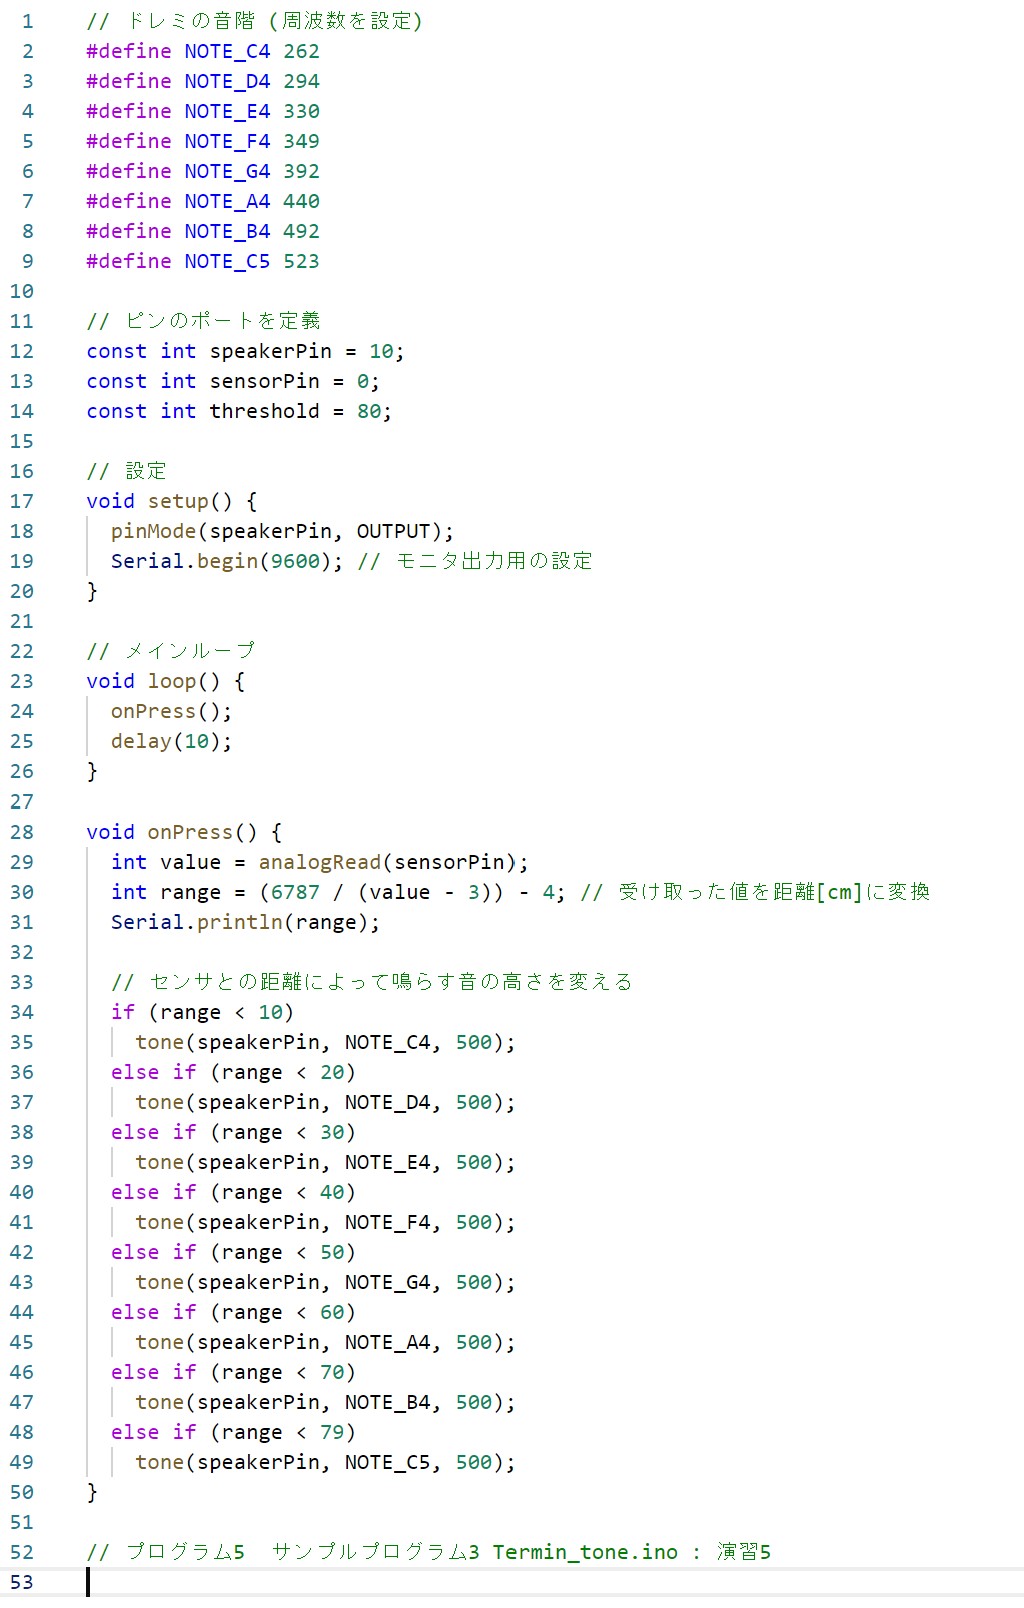 1 // ドレミの音階 (周波数を設定)
2 #define NOTE_C4 262
3 #define NOTE_D4 294
4 #define NOTE_E4 330
5 #define NOTE_F4 349
6 #define NOTE_G4 392
7 #define NOTE_A4 440
8 #define NOTE_B4 492
9 #define NOTE_C5 523
10
11 // ピンのポートを定義
12 const int speakerPin = 10;
13 const int sensorPin = 0;
14 const int threshold = 80;
15
16 // 設定
17 void setup() {
18   pinMode(speakerPin, OUTPUT);
19   Serial.begin(9600); // モニタ出力用の設定
20 }
21
22 // メインループ
23 void loop() {
24   onPress();
25   delay(10);
26 }
27
28 void onPress() {
29   int value = analogRead(sensorPin);
30   int range = (6787 / (value - 3)) - 4; // 受け取った値を距離[cm]に変換
31   Serial.println(range);
32
33   // センサとの距離によって鳴らす音の高さを変える
34   if (range < 10)
35     tone(speakerPin, NOTE_C4, 500);
36   else if (range < 20)
37     tone(speakerPin, NOTE_D4, 500);
38   else if (range < 30)
39     tone(speakerPin, NOTE_E4, 500);
40   else if (range < 40)
41     tone(speakerPin, NOTE_F4, 500);
42   else if (range < 50)
43     tone(speakerPin, NOTE_G4, 500);
44   else if (range < 60)
45     tone(speakerPin, NOTE_A4, 500);
46   else if (range < 70)
47     tone(speakerPin, NOTE_B4, 500);
48   else if (range < 79)
49     tone(speakerPin, NOTE_C5, 500);
50 }
51
52 // プログラム5  サンプルプログラム3 Termin_tone.ino : 演習5
53